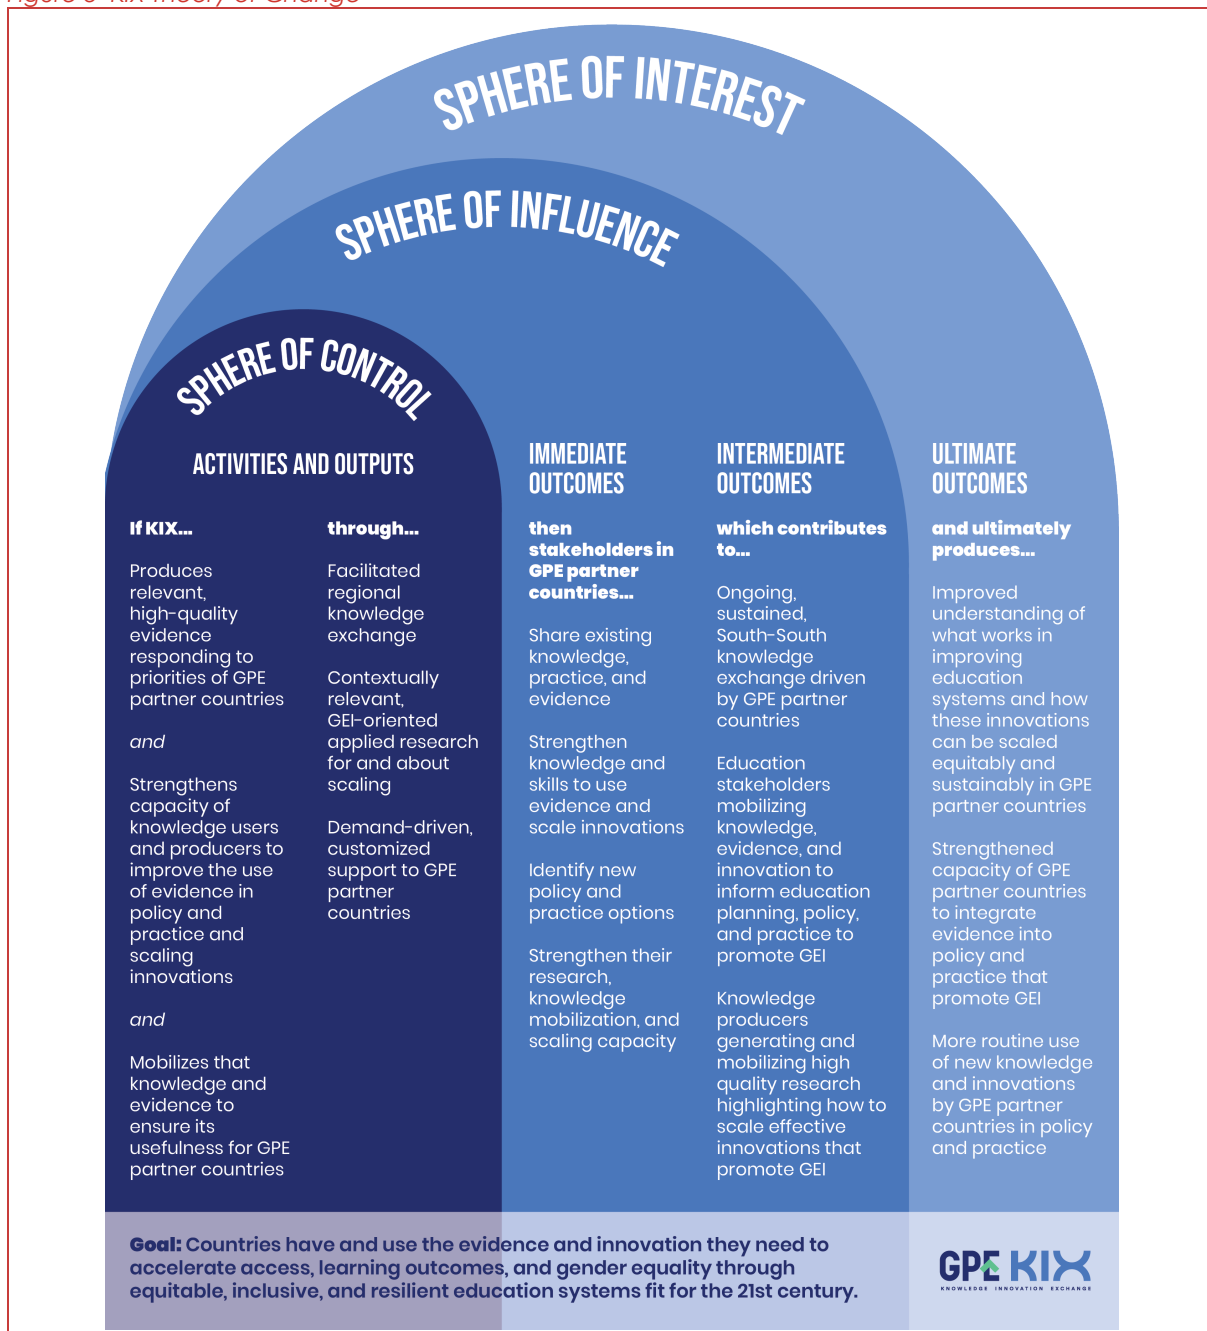 Figure 3 KIX Theory of Change
SPHERE OF INTEREST
SPHERE OF INFLUENCE
SPHERE OF CONTROL
ACTIVITIES AND OUTPUTS
If KIX...
Produces
relevant,
high-quality
evidence
responding to
priorities of GPE
partner countries
and
Strengthens
capacity of
knowledge users
and producers to
improve the use
of evidence in
policy and
practice and
scaling
innovations
and
Mobilizes that
knowledge and
evidence to
ensure its
usefulness for GPE
partner countries
through...
Facilitated
regional
knowledge
exchange
Contextually
relevant,
GEI-oriented
applied research
for and about
scaling
Demand-driven,
customized
support to GPE
partner
countries
IMMEDIATE
OUTCOMES
then
stakeholders in
GPE partner
countries...
Share existing
knowledge,
practice, and
evidence
Strengthen
knowledge and
skills to use
evidence and
scale innovations
Identify new
policy and
practice options
Strengthen their
research,
knowledge
mobilization, and
scaling capacity
INTERMEDIATE
OUTCOMES
which contributes
to...
Ongoing,
sustained,
South-South
knowledge
exchange driven
by GPE partner
countries
Education
stakeholders
mobilizing
knowledge,
evidence, and
innovation to
inform education
planning, policy,
and practice to
promote GEI
Knowledge
producers
generating and
mobilizing high
quality research
highlighting how to
scale effective
innovations that
promote GEI
ULTIMATE
OUTCOMES
and ultimately
produces...
Improved
understanding of
what works in
improving
education
systems and how
these innovations
can be scaled
equitably and
sustainably in GPE
partner countries
Strengthened
capacity of GPE
partner countries
to integrate
evidence into
policy and
practice that
promote GEI
More routine use
of new knowledge
and innovations
by GPE partner
countries in policy
and practice
Goal: Countries have and use the evidence and innovation they need to
accelerate access, learning outcomes, and gender equality through
equitable, inclusive, and resilient education systems fit for the 21st century.
GPE KIX
KNOWLEDGE INNOVATION EXCHANGE